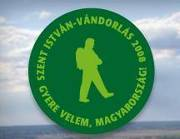 SZENT ISTVÁN-VÁNDORLÁS 2008
GYERE VELEM, MAGYARORSZÁG!